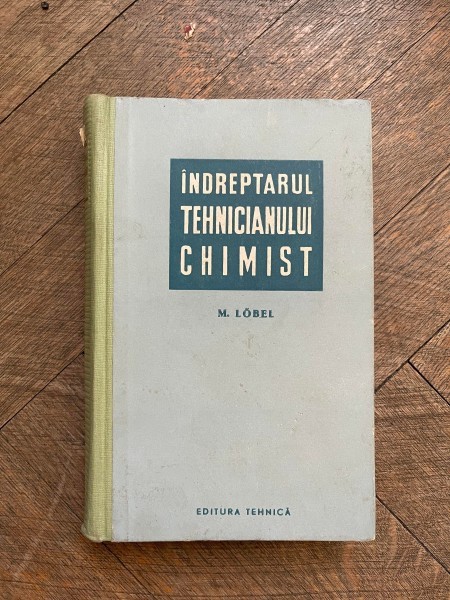 ÎNDREPTARUL
TEHNICIANULUI
CHIMIST
M. LÖBEL
EDITURA TEHNICĂ